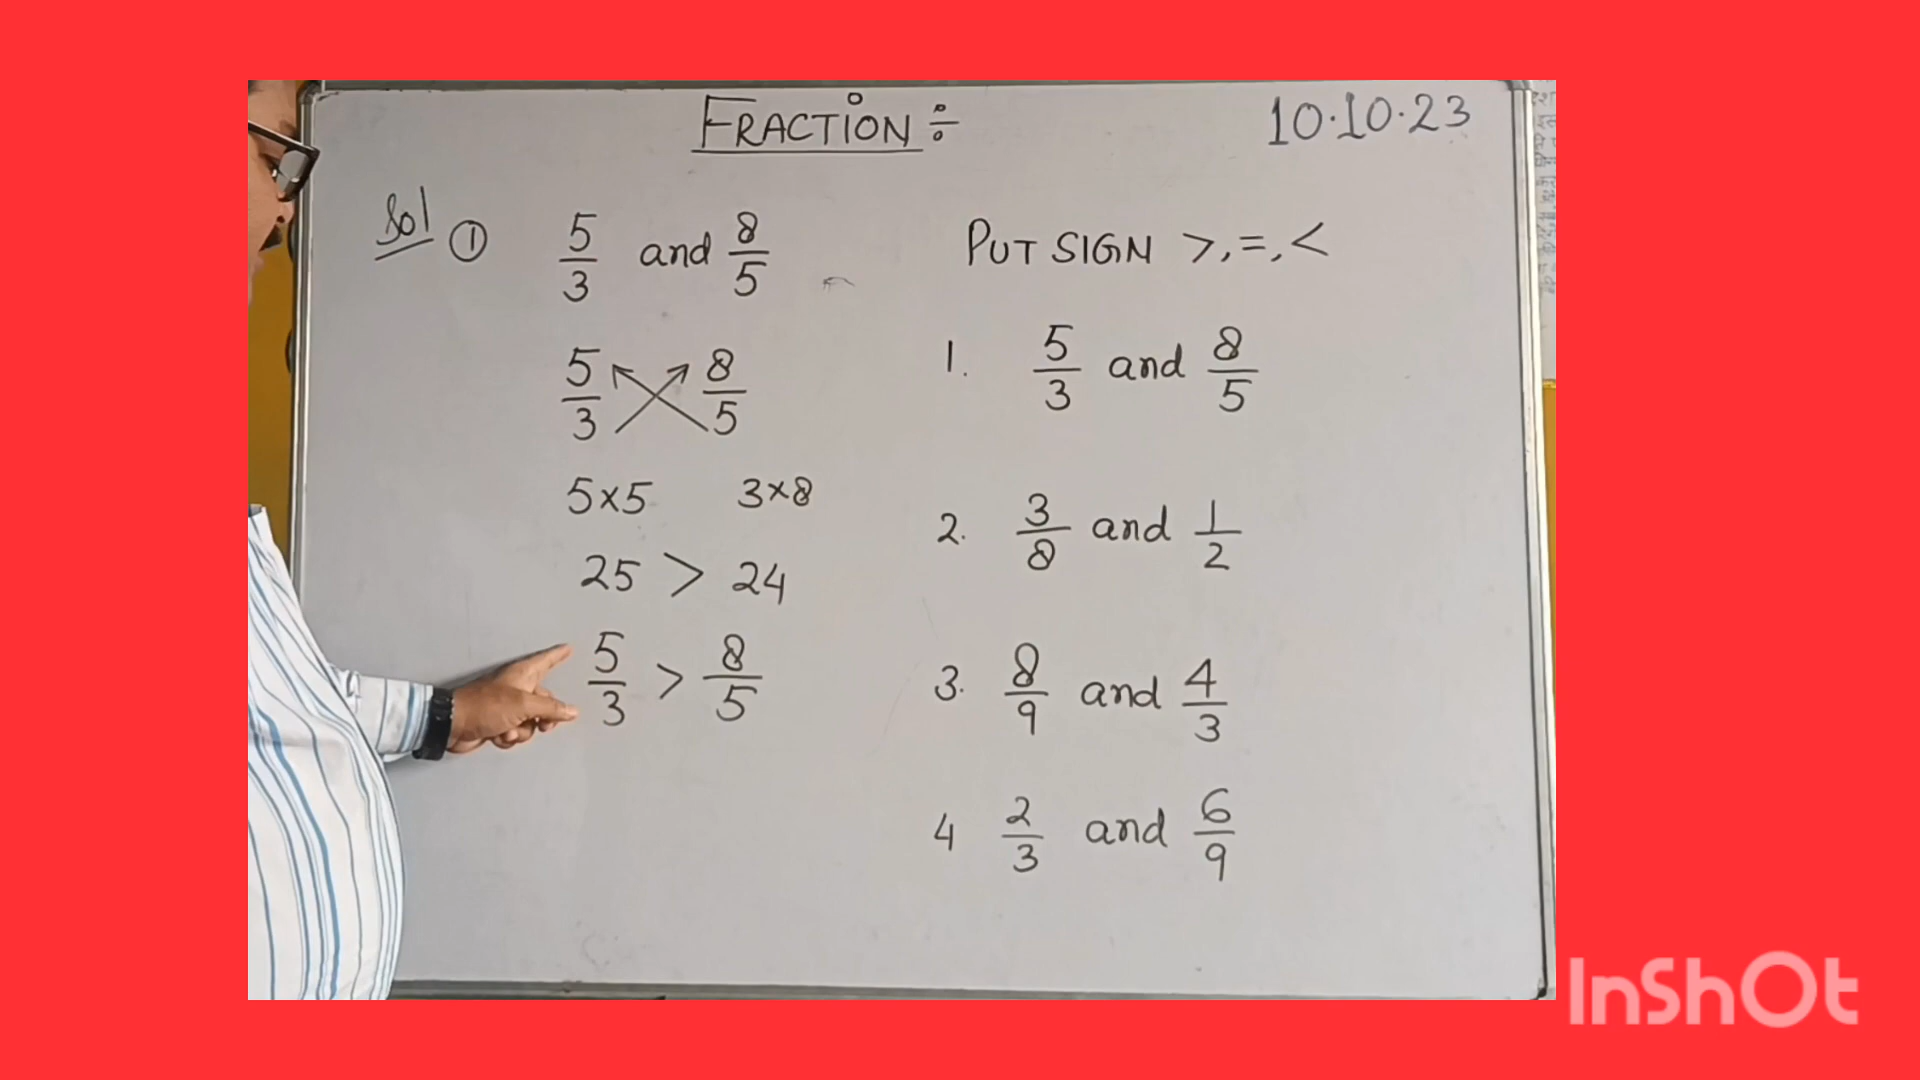 FRACTION ÷
10.10.23
Sol ① 5/3 and 8/5
5/3 8/5
5×5 3×8
25 > 24
5/3 > 8/5
PUT SIGN >, =, <
1. 5/3 and 8/5
2. 3/8 and 1/2
3. 8/9 and 4/3
4 2/3 and 6/9
InShOt